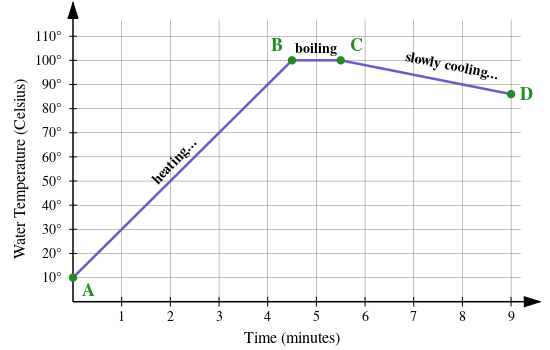 Water Temperature (Celsius)
110°
100°
90°
80°
70°
60°
50°
40°
30°
20°
10°
A
heating...
B
boiling
C
slowly cooling...
D
1 2 3 4 5 6 7 8 9
Time (minutes)